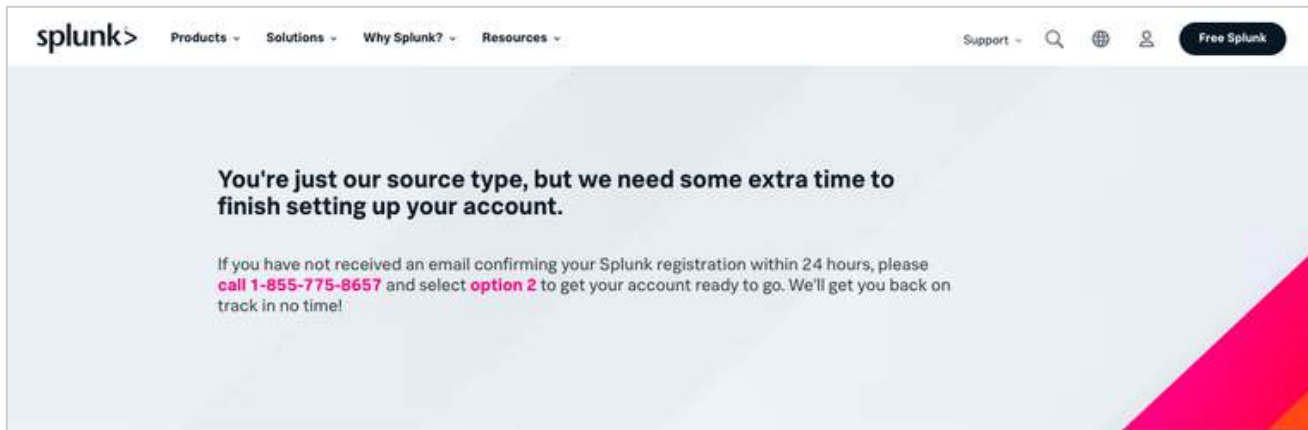 splunk> Products Solutions Why Splunk? Resources Support Free Splunk
You're just our source type, but we need some extra time to
finish setting up your account.
If you have not received an email confirming your Splunk registration within 24 hours, please
call 1-855-775-8657 and select option 2 to get your account ready to go. We'll get you back on
track in no time!